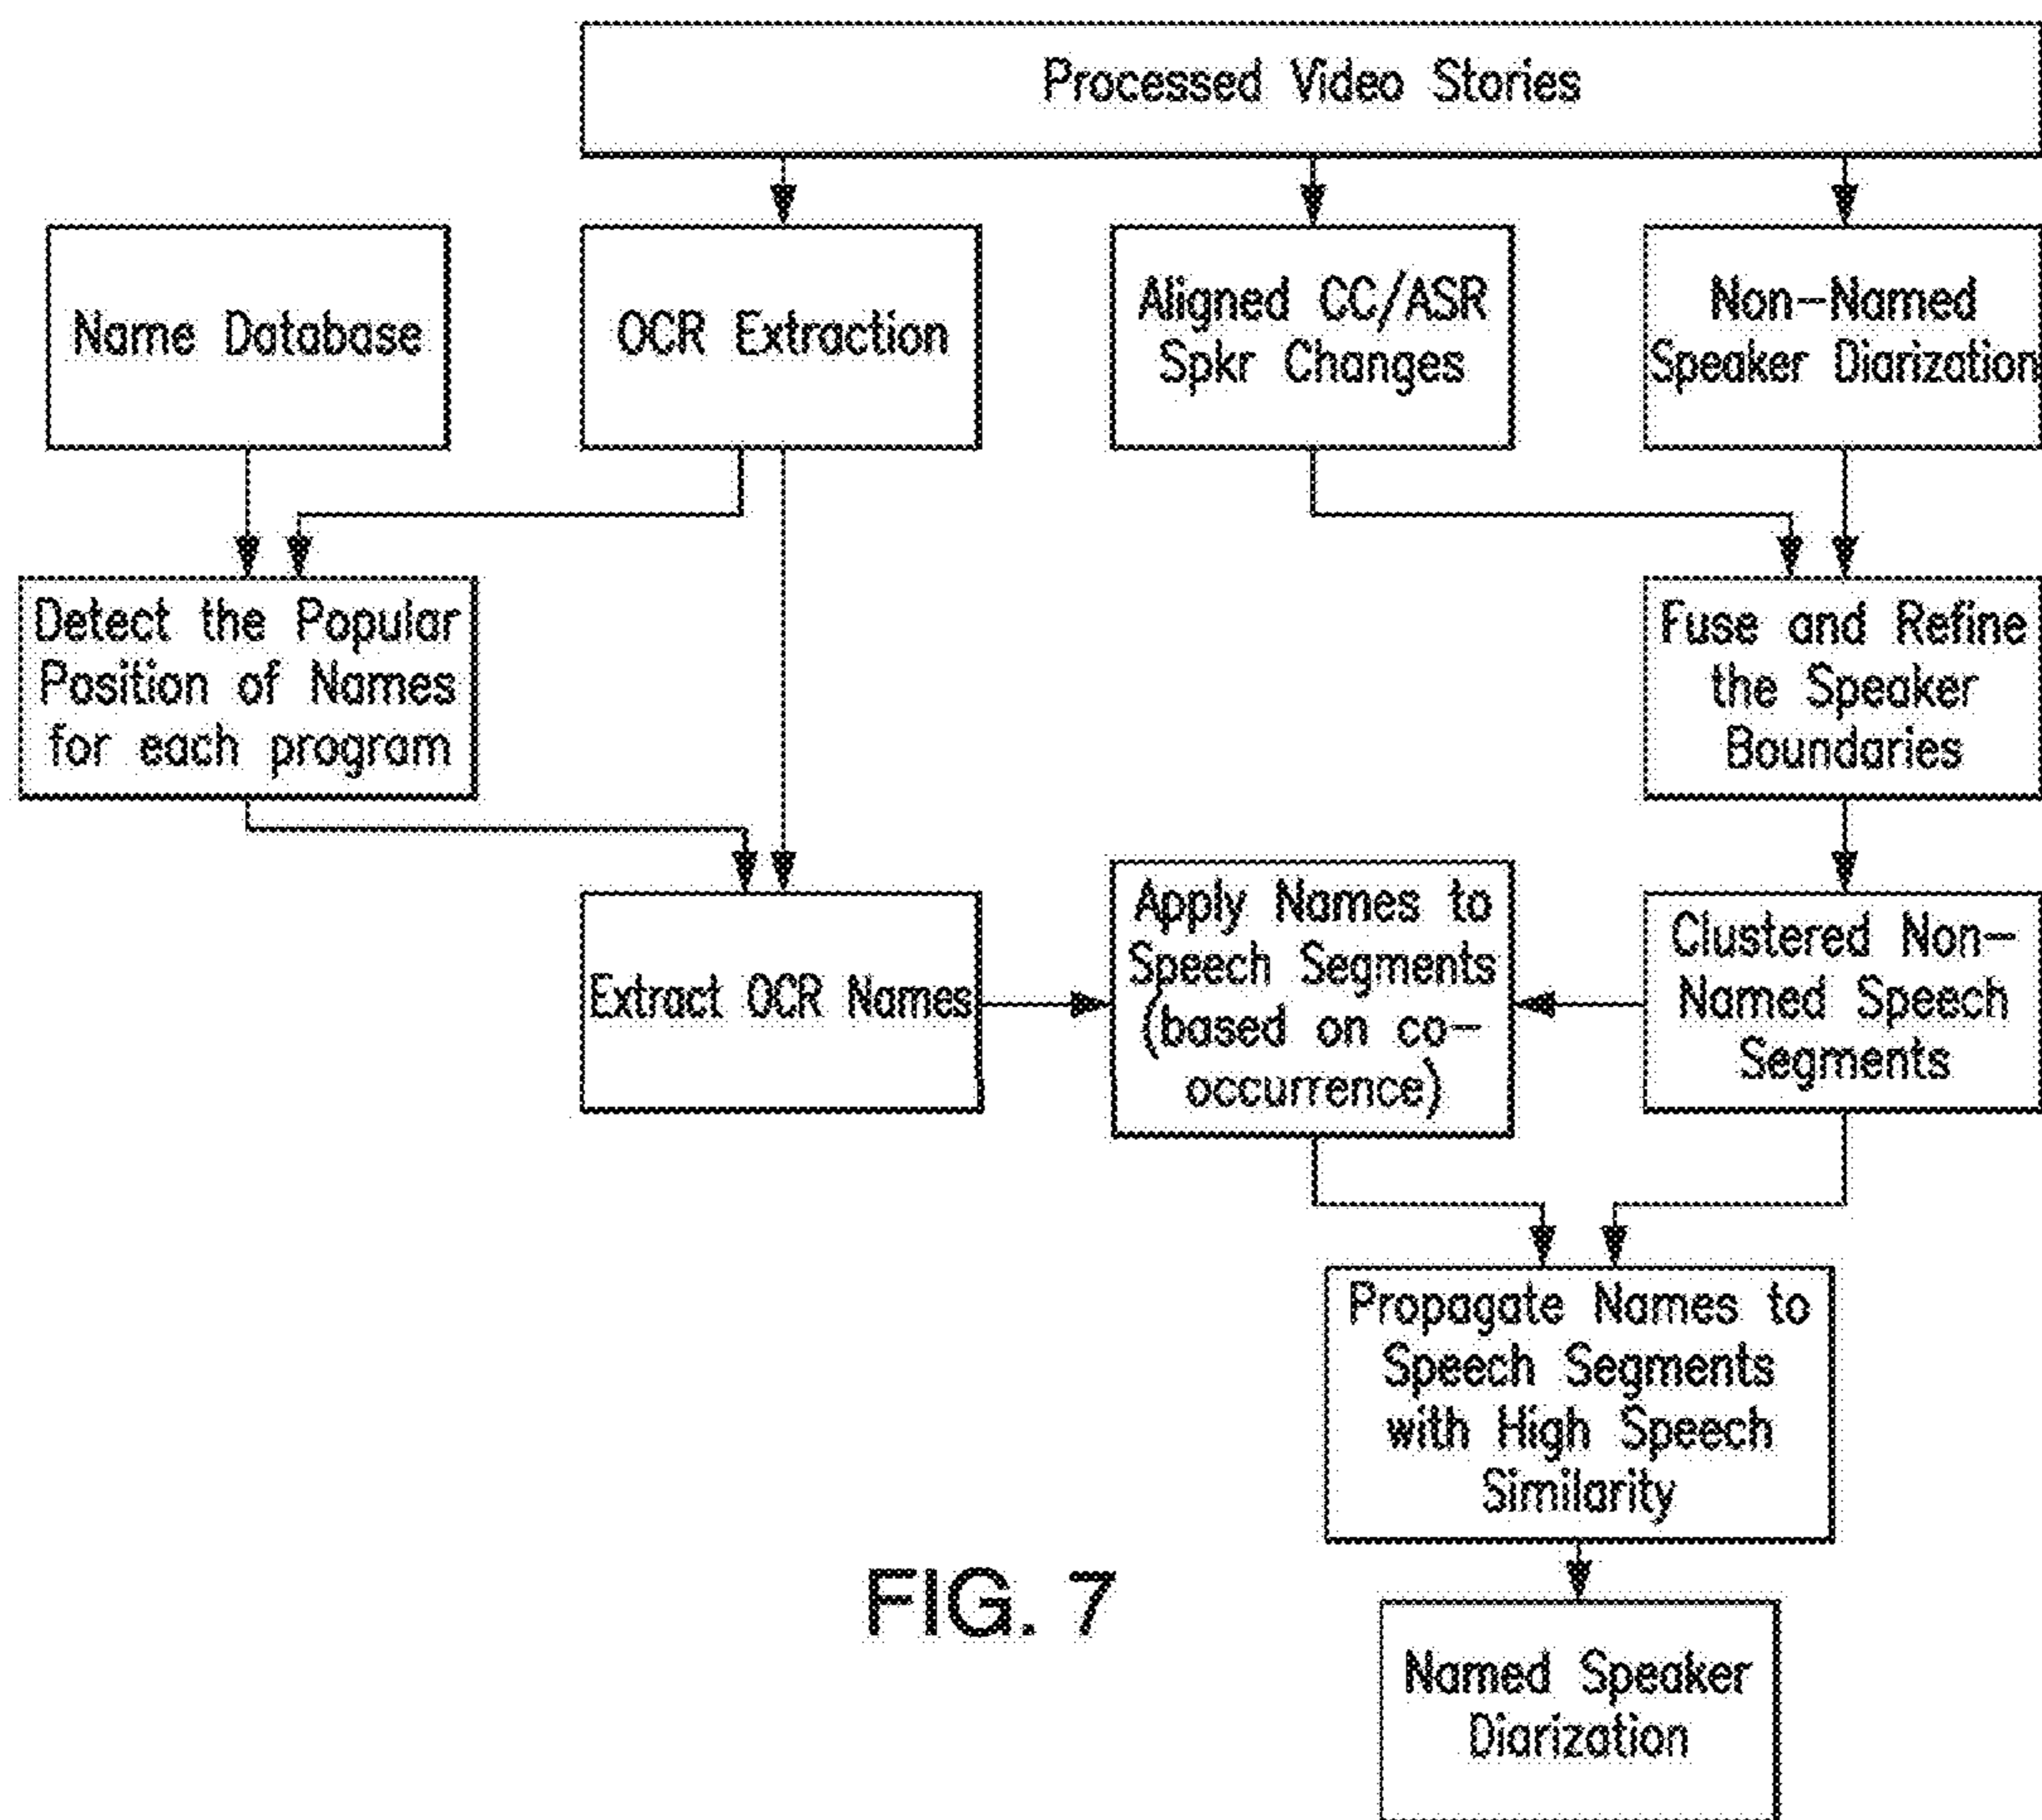 Processed Video Stories
Name Database
OCR Extraction
Aligned CC/ASR
Spkr Changes
Non-Named
Speaker Diarization
Detect the Popular
Position of Names
for each program
Fuse and Refine
the Speaker
Boundaries
Extract OCR Names
Apply Names to
Speech Segments
(based on co-
occurrence)
Clustered Non-
Named Speech
Segments
Propagate Names to
Speech Segments
with High Speech
Similarity
FIG. 7
Named Speaker
Diarization